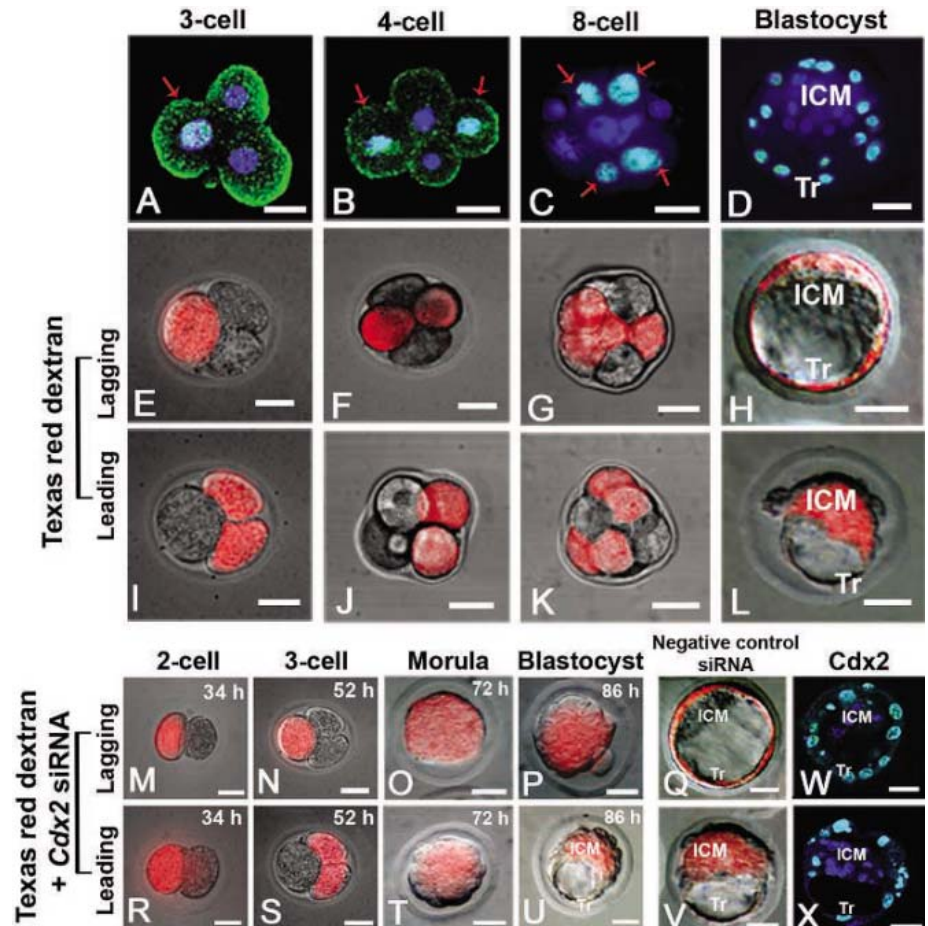 3-cell 4-cell 8-cell Blastocyst
A B C ICM Tr D
Texas red dextran
Lagging
E F G ICM Tr H
Leading
I J K ICM Tr L
2-cell 3-cell Morula Blastocyst Negative control siRNA Cdx2
Texas red dextran + Cdx2 siRNA
Lagging
34 h M 52 h N 72 h O 86 h P ICM Tr Q ICM Tr W
Leading
34 h R 52 h S 72 h T 86 h ICM Tr U ICM Tr V ICM Tr X